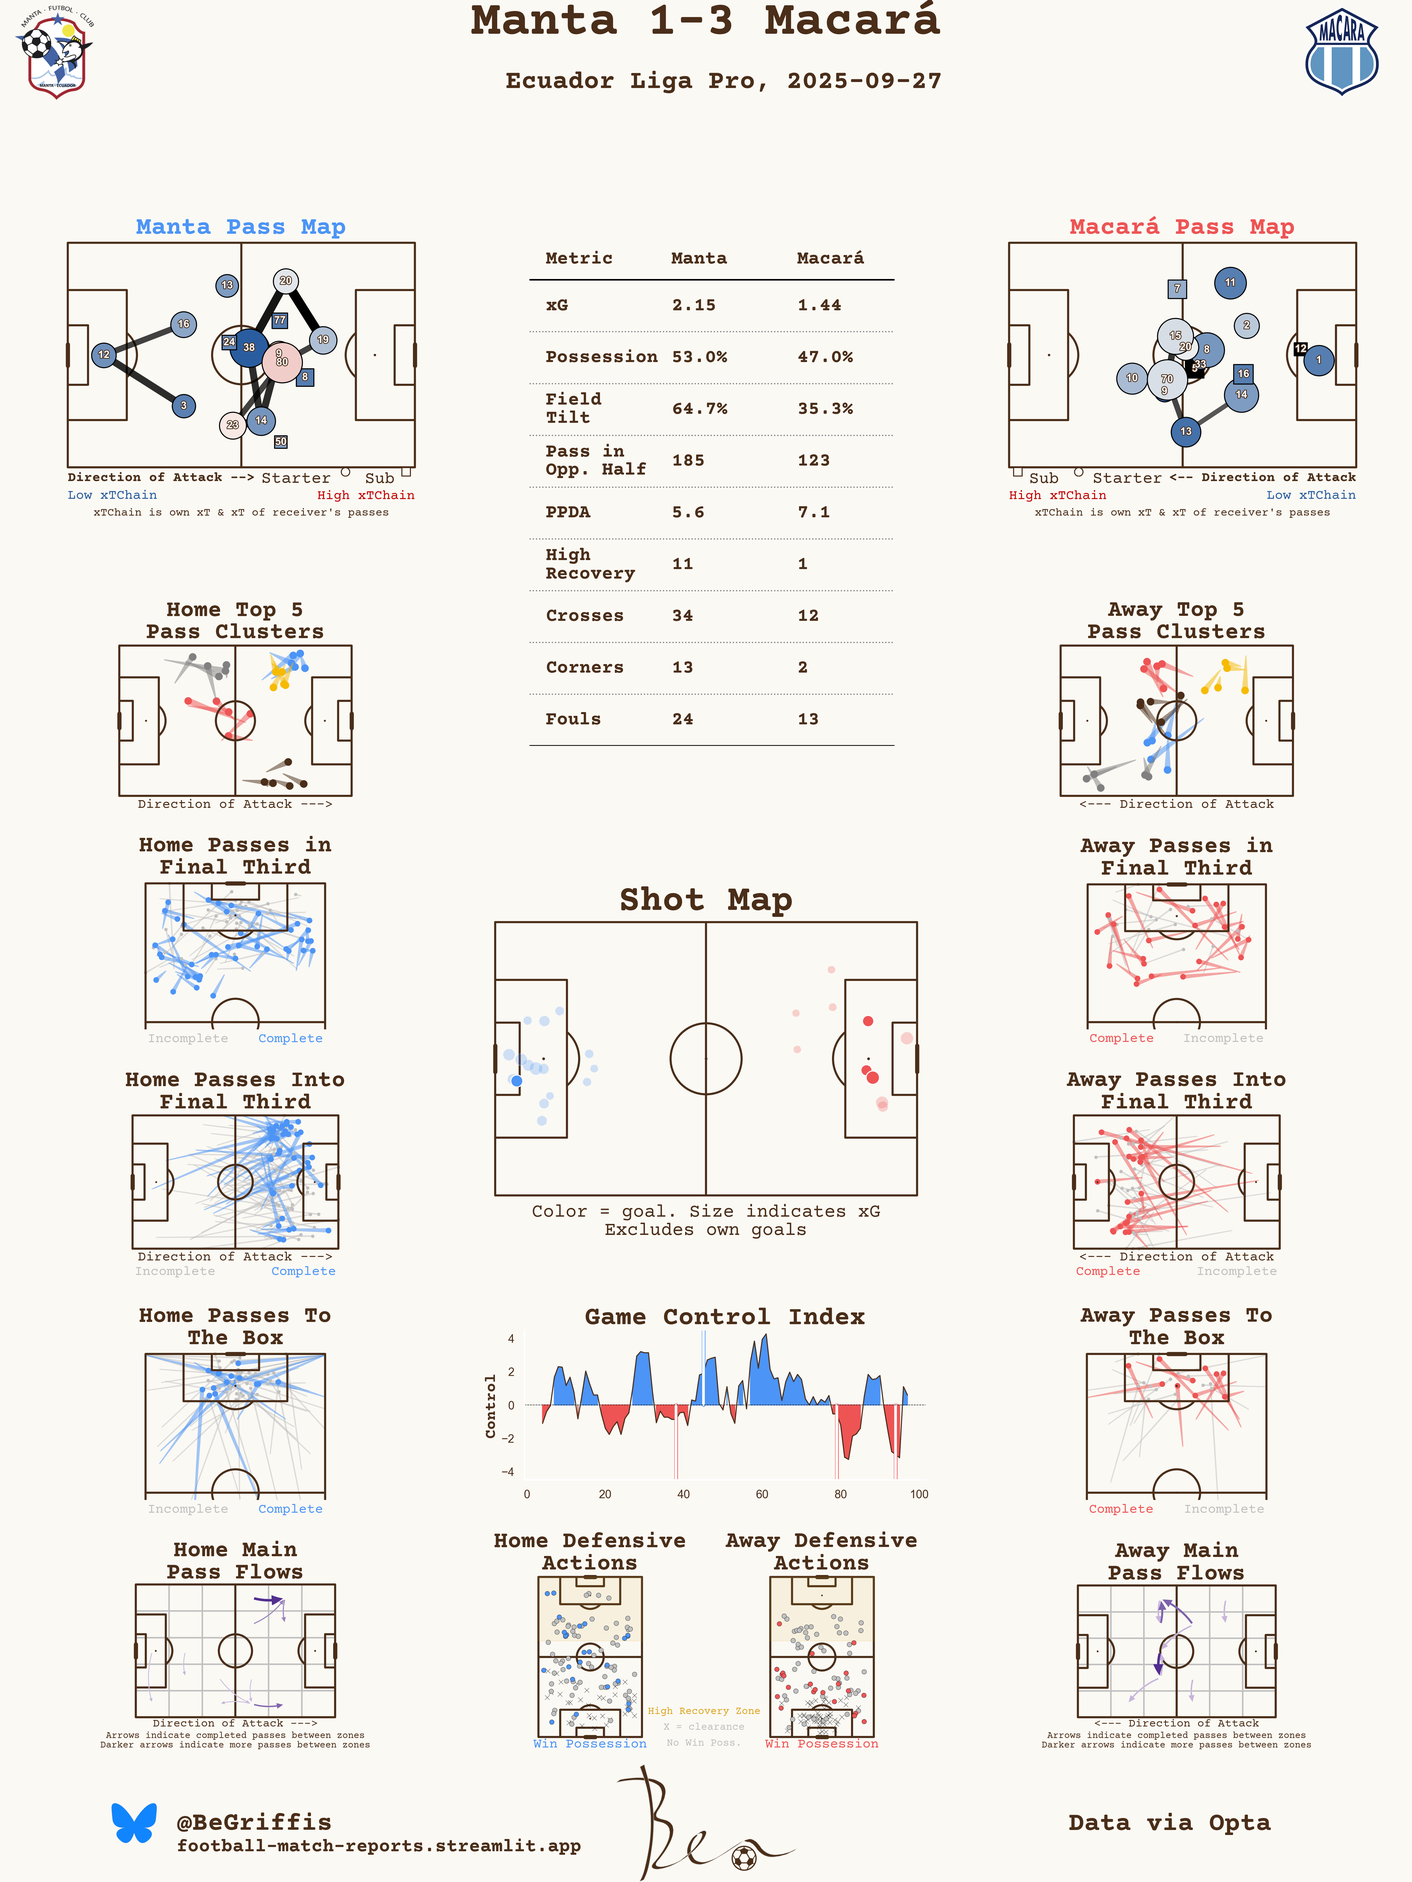 MANTA - FUTBOL - CLUB
MANTA - ECUADOR
Manta 1-3 Macará
MACARA
Ecuador Liga Pro, 2025-09-27
Manta Pass Map
13
20
16
77
12
24
38
9
19
80
8
3
23
14
50
Direction of Attack --> Starter Sub
Low xTChain High xTChain
xTChain is own xT & xT of receiver's passes
Metric Manta Macará
xG 2.15 1.44
Possession 53.0% 47.0%
Field
Tilt 64.7% 35.3%
Pass in
Opp. Half 185 123
PPDA 5.6 7.1
High
Recovery 11 1
Crosses 34 12
Corners 13 2
Fouls 24 13
Macará Pass Map
7
11
2
15
20
8
12
1
33
5
10
70
9
16
14
13
Sub Starter <-- Direction of Attack
High xTChain Low xTChain
xTChain is own xT & xT of receiver's passes
Home Top 5
Pass Clusters
Direction of Attack --->
Away Top 5
Pass Clusters
<--- Direction of Attack
Home Passes in
Final Third
Incomplete Complete
Away Passes in
Final Third
Complete Incomplete
Shot Map
Color = goal. Size indicates xG
Excludes own goals
Home Passes Into
Final Third
Direction of Attack --->
Incomplete Complete
Away Passes Into
Final Third
<--- Direction of Attack
Complete Incomplete
Home Passes To
The Box
Incomplete Complete
Game Control Index
Control
4
2
0
−2
−4
0 20 40 60 80 100
Away Passes To
The Box
Complete Incomplete
Home Main
Pass Flows
Direction of Attack --->
Arrows indicate completed passes between zones
Darker arrows indicate more passes between zones
Home Defensive
Actions
Win Possession
Away Defensive
Actions
Win Possession
High Recovery Zone
X = clearance
No Win Poss.
Away Main
Pass Flows
<--- Direction of Attack
Arrows indicate completed passes between zones
Darker arrows indicate more passes between zones
@BeGriffis
football-match-reports.streamlit.app
Ben
Data via Opta